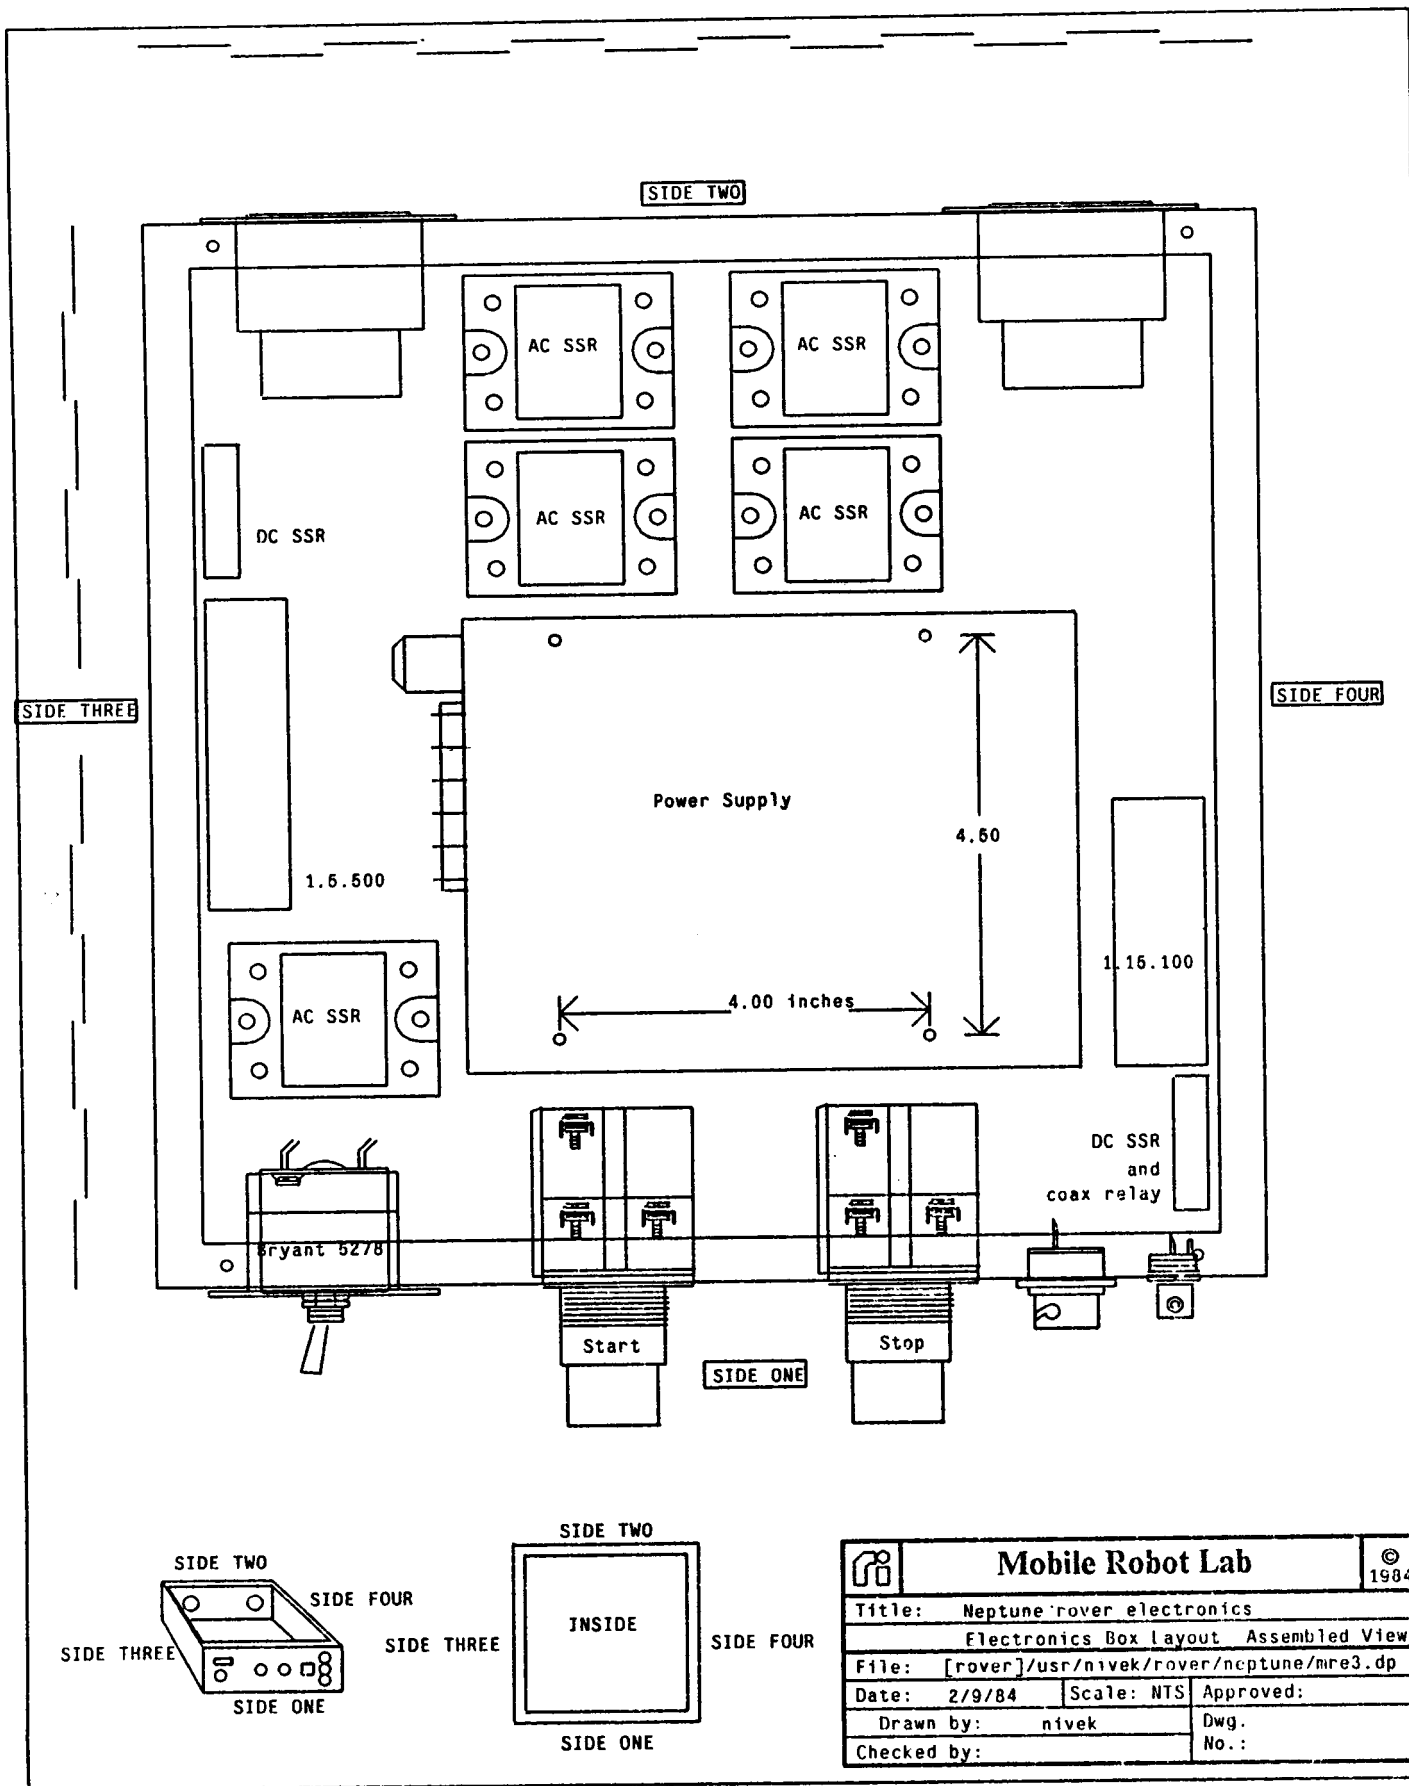 SIDE TWO
AC SSR
AC SSR
AC SSR
AC SSR
DC SSR
SIDE THREE
SIDE FOUR
Power Supply
4.50
1.5.500
1.15.100
4.00 inches
AC SSR
DC SSR
and
coax relay
Bryant 5278
Start
Stop
SIDE ONE
SIDE TWO
SIDE FOUR
SIDE THREE
SIDE ONE
SIDE TWO
INSIDE
SIDE THREE
SIDE FOUR
SIDE ONE
Mobile Robot Lab
© 1984
Title: Neptune rover electronics
Electronics Box Layout Assembled View
File: [rover]/usr/nivek/rover/neptune/mre3.dp
Date: 2/9/84 Scale: NTS Approved:
Drawn by: nivek Dwg.
No.:
Checked by: